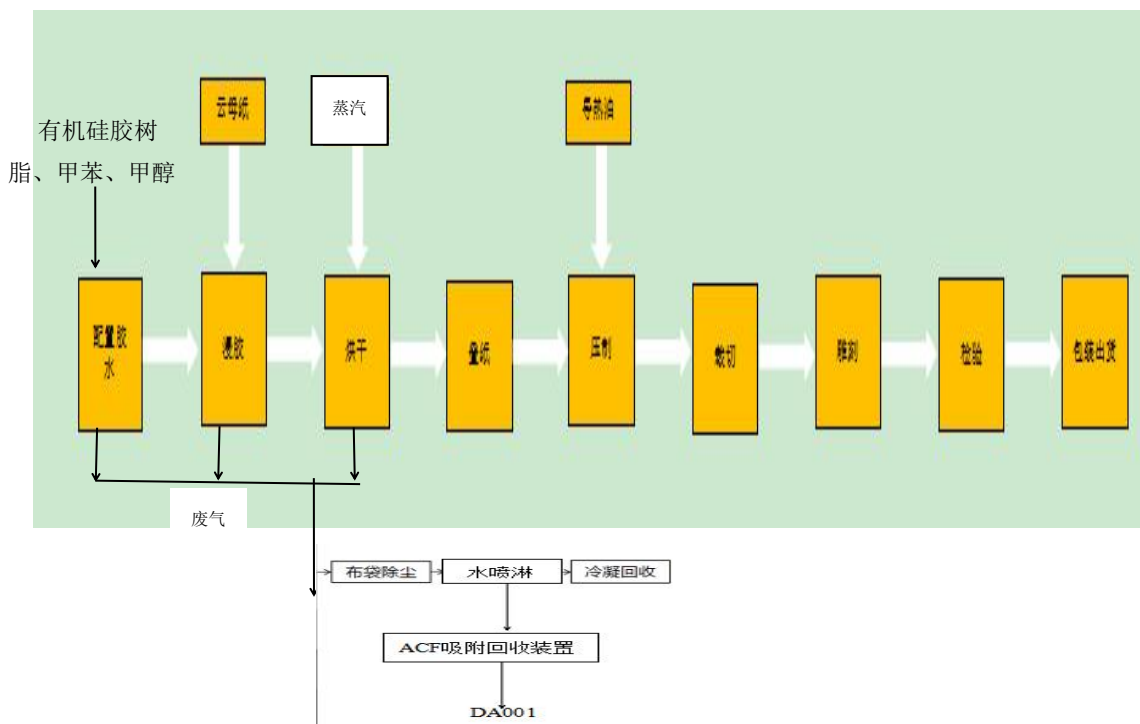 云母纸
蒸汽
导热油
有机硅胶树
脂、甲苯、甲醇
配置胶
水
浸胶
烘干
叠纸
压制
裁切
雕刻
检验
包装出货
废气
布袋除尘
水喷淋
冷凝回收
ACF吸附回收装置
DA001